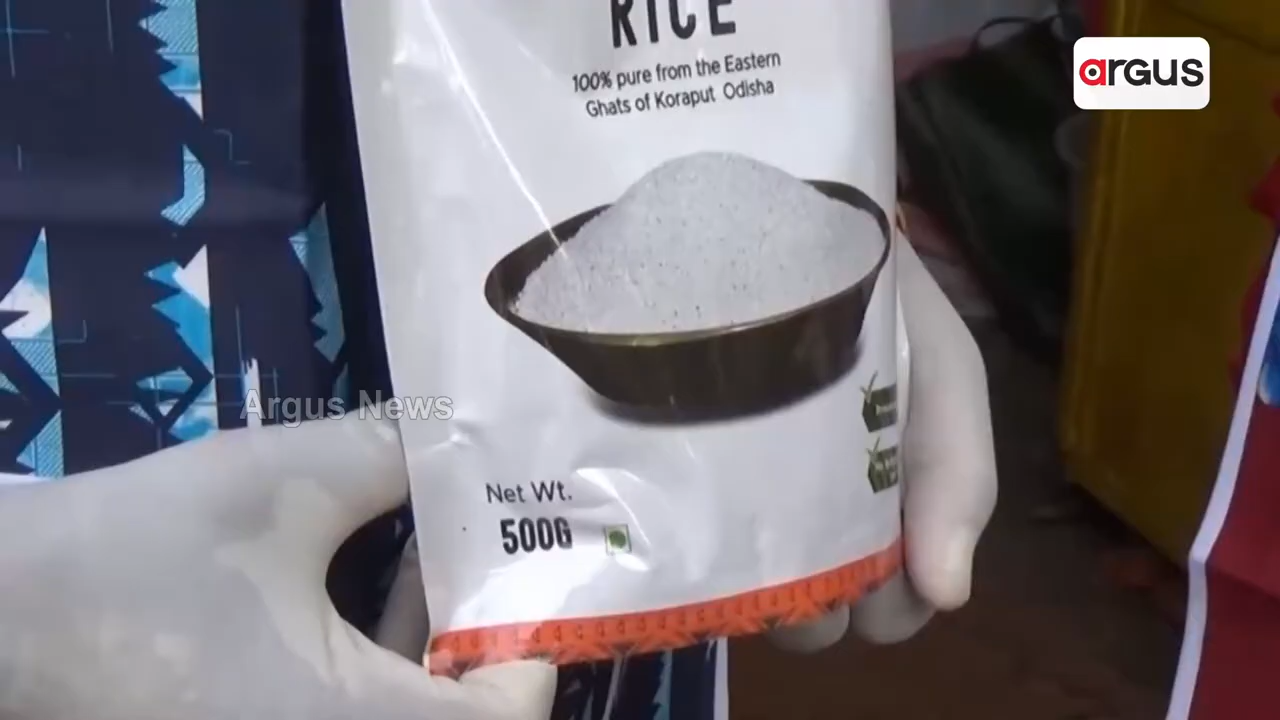 RICE
100% pure from the Eastern
Ghats of Koraput Odisha
argus
Argus News
Net Wt.
500G